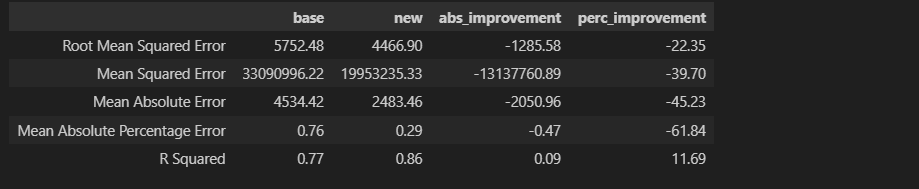 base new abs_improvement perc_improvement
Root Mean Squared Error 5752.48 4466.90 -1285.58 -22.35
Mean Squared Error 33090996.22 19953235.33 -13137760.89 -39.70
Mean Absolute Error 4534.42 2483.46 -2050.96 -45.23
Mean Absolute Percentage Error 0.76 0.29 -0.47 -61.84
R Squared 0.77 0.86 0.09 11.69